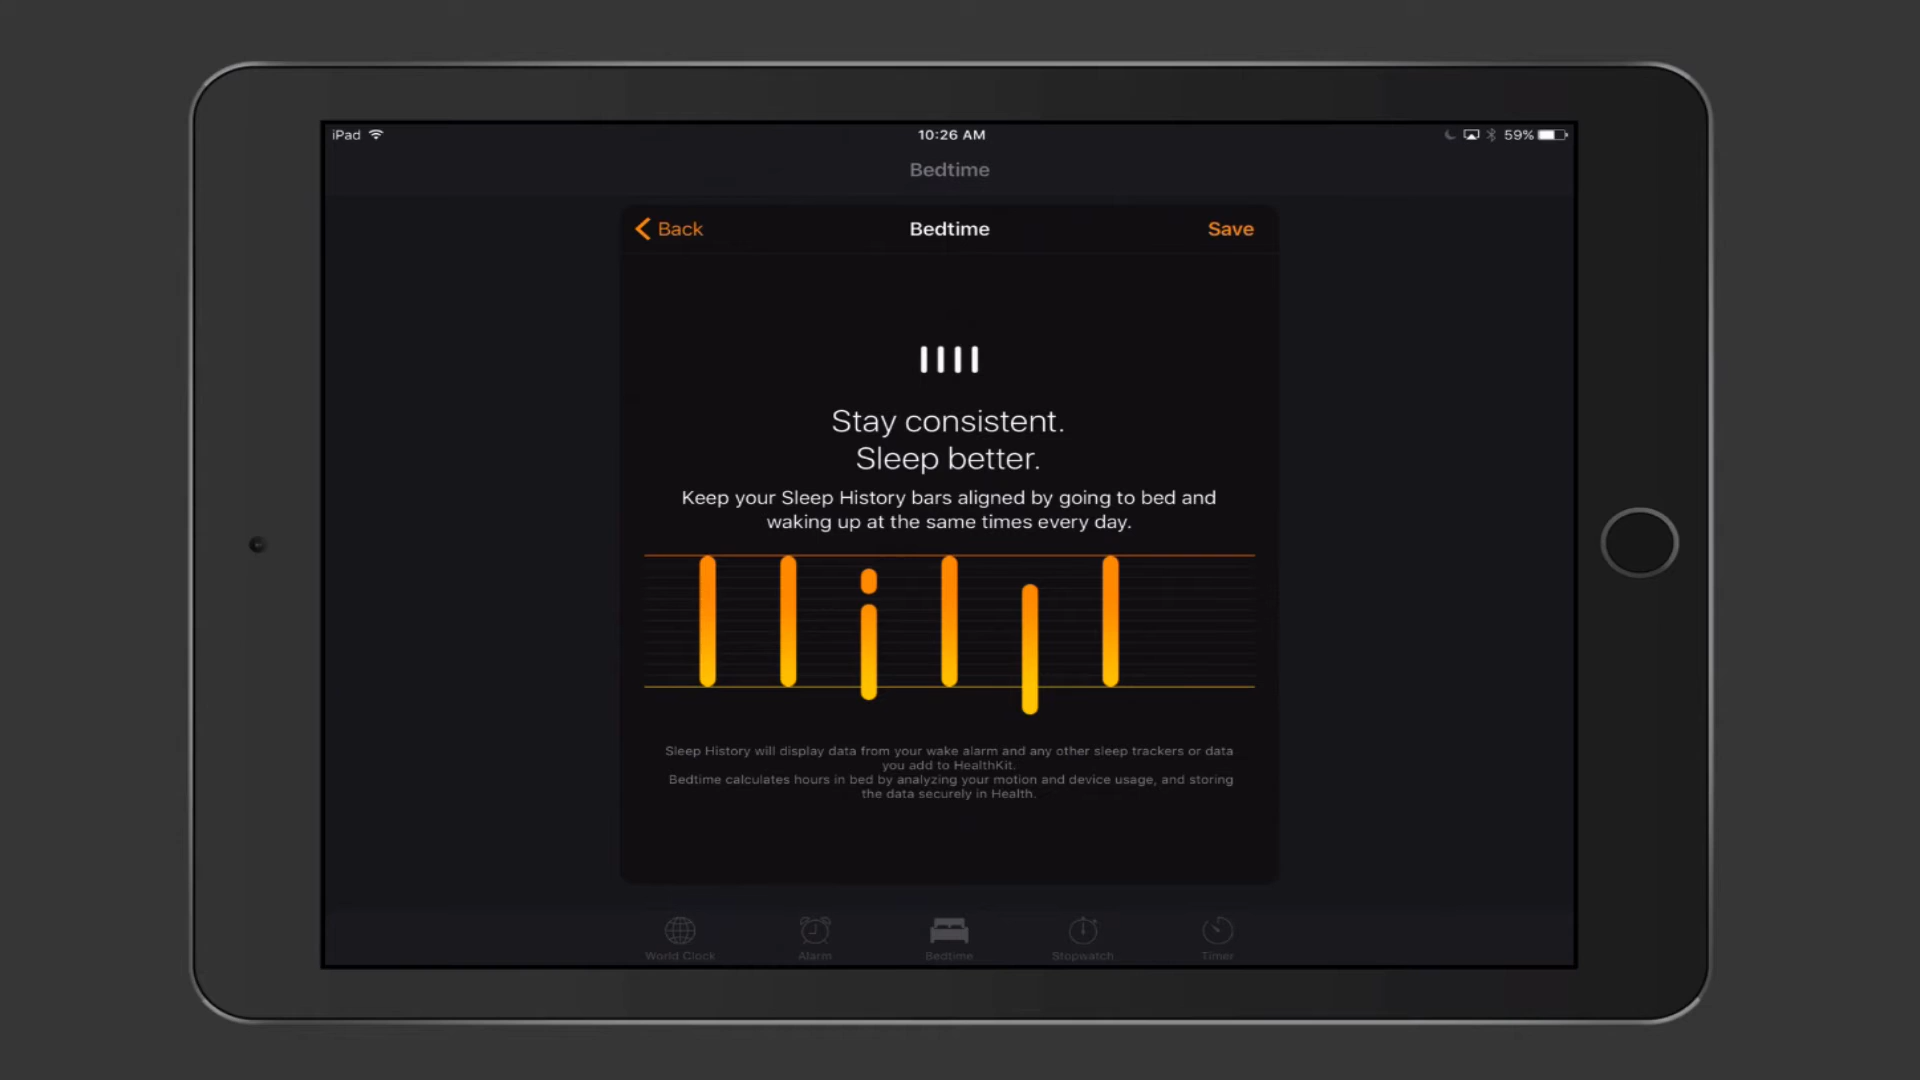 iPad 10:26 AM 59%
Bedtime
Back Bedtime Save
Stay consistent.
Sleep better.
Keep your Sleep History bars aligned by going to bed and
waking up at the same times every day.
Sleep History will display data from your wake alarm and any other sleep trackers or data
you add to HealthKit.
Bedtime calculates hours in bed by analyzing your motion and device usage, and storing
the data securely in Health.
World Clock Alarm Bedtime Stopwatch Timer